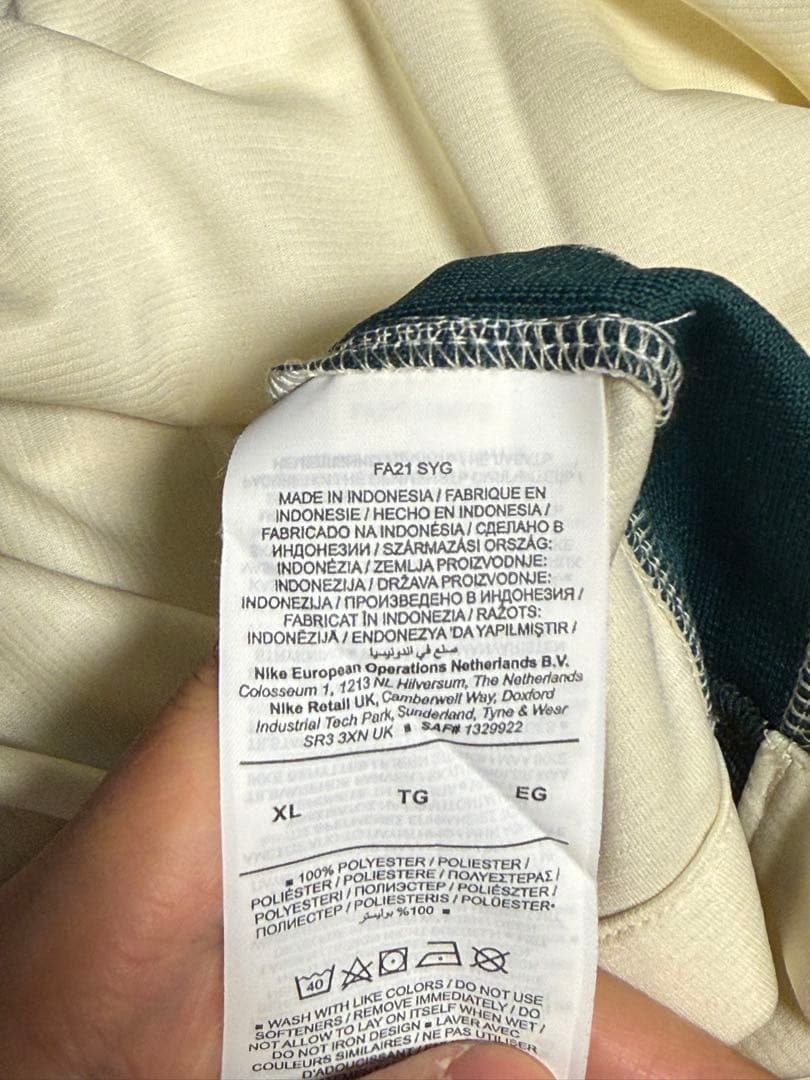 FA21 SYG
MADE IN INDONESIA / FABRIQUE EN
INDONESIE / HECHO EN INDONESIA /
FABRICADO NA INDONÉSIA / СДЕЛАНО В
ИНДОНЕЗИИ / SZÁRMAZÁSI ORSZÁG:
INDONÉZIA / ZEMLJA PROIZVODNJE:
INDONEZIJA / DRŽAVA PROIZVODNJE:
INDONEZIJA / ПРОИЗВЕДЕНО В ИНДОНЕЗИЯ /
FABRICAT ÎN INDONEZIA / RAŽOTS:
INDONĒZIJĀ / ENDONEZYA 'DA YAPILMIŞTIR /
صنع في اندونيسيا
Nike European Operations Netherlands B.V.
Colosseum 1, 1213 NL Hilversum, The Netherlands
Nike Retail UK, Camberwell Way, Doxford
Industrial Tech Park, Sunderland, Tyne & Wear
SR3 3XN UK ■ SAF# 1329922
XL TG EG
■ 100% POLYESTER / POLIESTER /
POLIÉSTER / POLIESTERE / ΠΟΛΥΕΣΤΕΡΑΣ /
POLYESTERI / ПОЛИЭСТЕР / POLIÉSZTER /
ПОЛИЕСТЕР / POLIESTERIS / POLÜESTER•
%100 بوليستر ■
40
■ WASH WITH LIKE COLORS / DO NOT USE
SOFTENERS / REMOVE IMMEDIATELY / DO
NOT ALLOW TO LAY ON ITSELF WHEN WET /
DO NOT IRON DESIGN ■ LAVER AVEC
COULEURS SIMILAIRES / NE PAS UTILISER
D'ADOUCISSANT